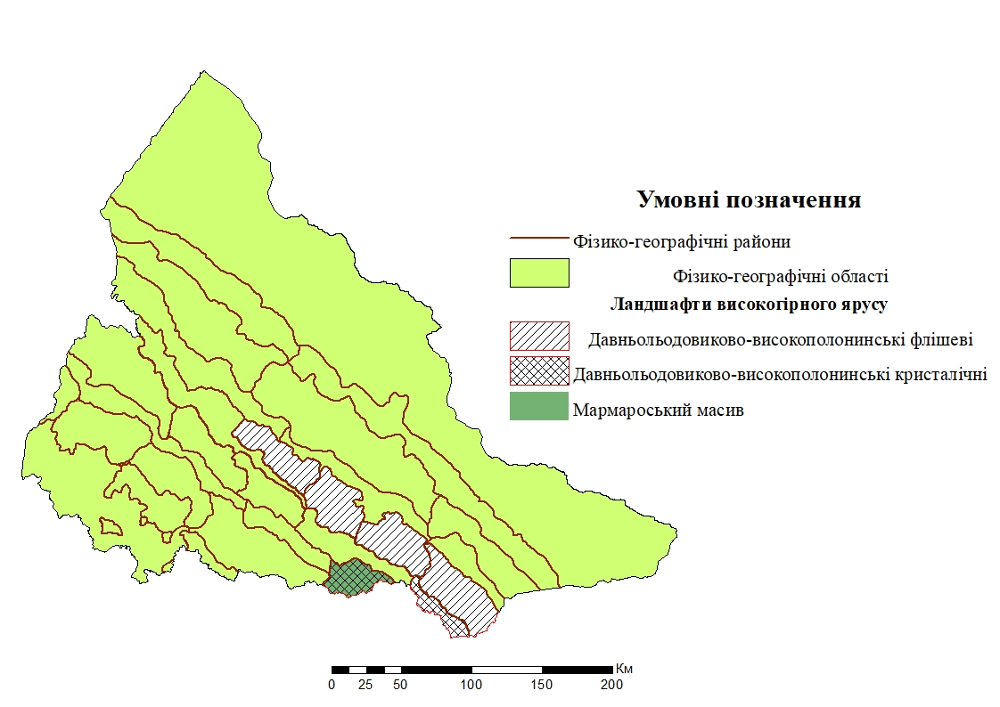 Умовні позначення
Фізико-географічні райони
Фізико-географічні області
Ландшафти високогірного ярусу
Давньольодовиково-високополонинські флішеві
Давньольодовиково-високополонинські кристалічні
Мармароський масив
Км
0 25 50 100 150 200